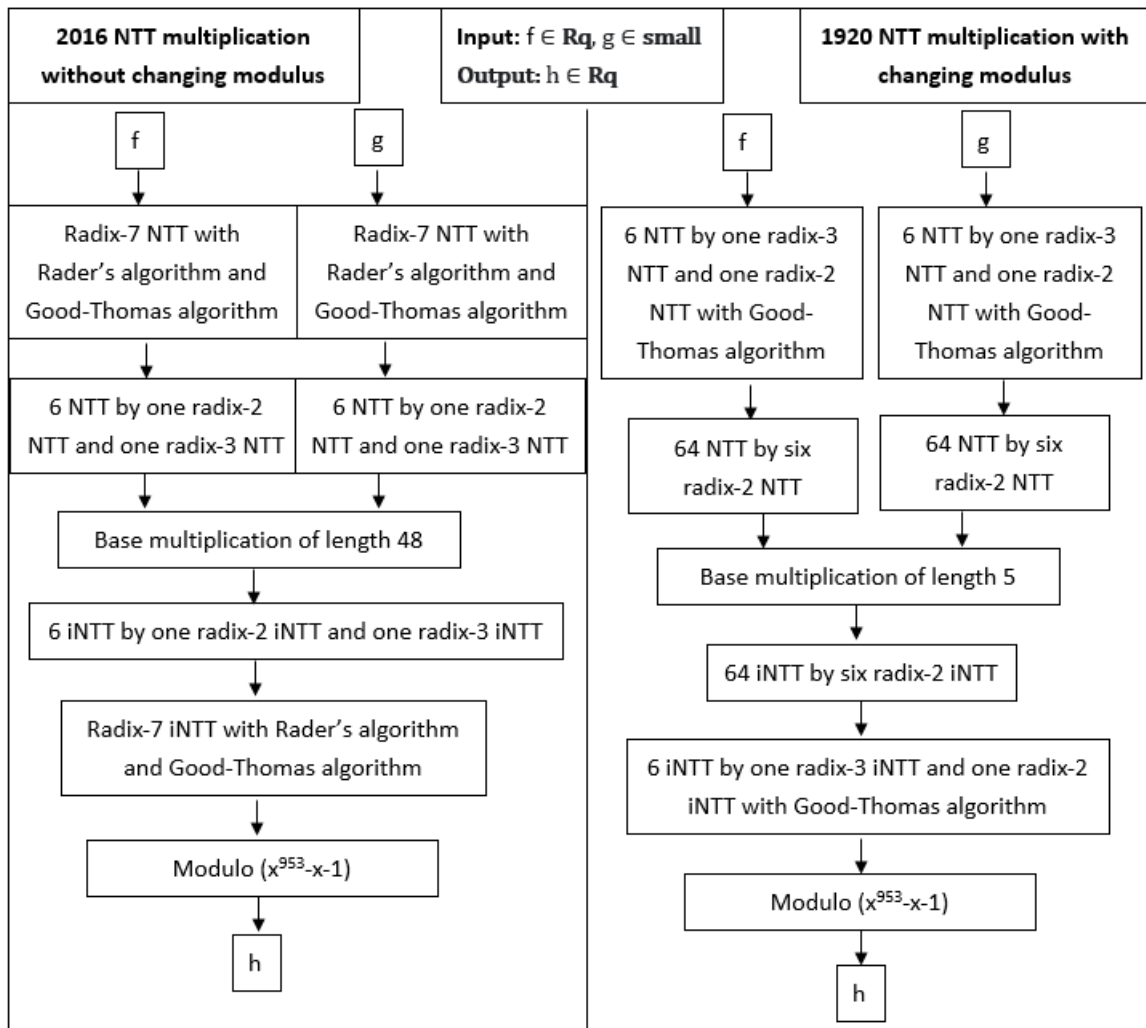 2016 NTT multiplication
without changing modulus
Input: f ∈ Rq, g ∈ small
Output: h ∈ Rq
1920 NTT multiplication with
changing modulus
f
g
Radix-7 NTT with
Rader’s algorithm and
Good-Thomas algorithm
Radix-7 NTT with
Rader’s algorithm and
Good-Thomas algorithm
6 NTT by one radix-2
NTT and one radix-3 NTT
6 NTT by one radix-2
NTT and one radix-3 NTT
Base multiplication of length 48
6 iNTT by one radix-2 iNTT and one radix-3 iNTT
Radix-7 iNTT with Rader’s algorithm
and Good-Thomas algorithm
Modulo (x⁹⁵³-x-1)
h
f
g
6 NTT by one radix-3
NTT and one radix-2
NTT with Good-
Thomas algorithm
6 NTT by one radix-3
NTT and one radix-2
NTT with Good-
Thomas algorithm
64 NTT by six
radix-2 NTT
64 NTT by six
radix-2 NTT
Base multiplication of length 5
64 iNTT by six radix-2 iNTT
6 iNTT by one radix-3 iNTT and one radix-2
iNTT with Good-Thomas algorithm
Modulo (x⁹⁵³-x-1)
h